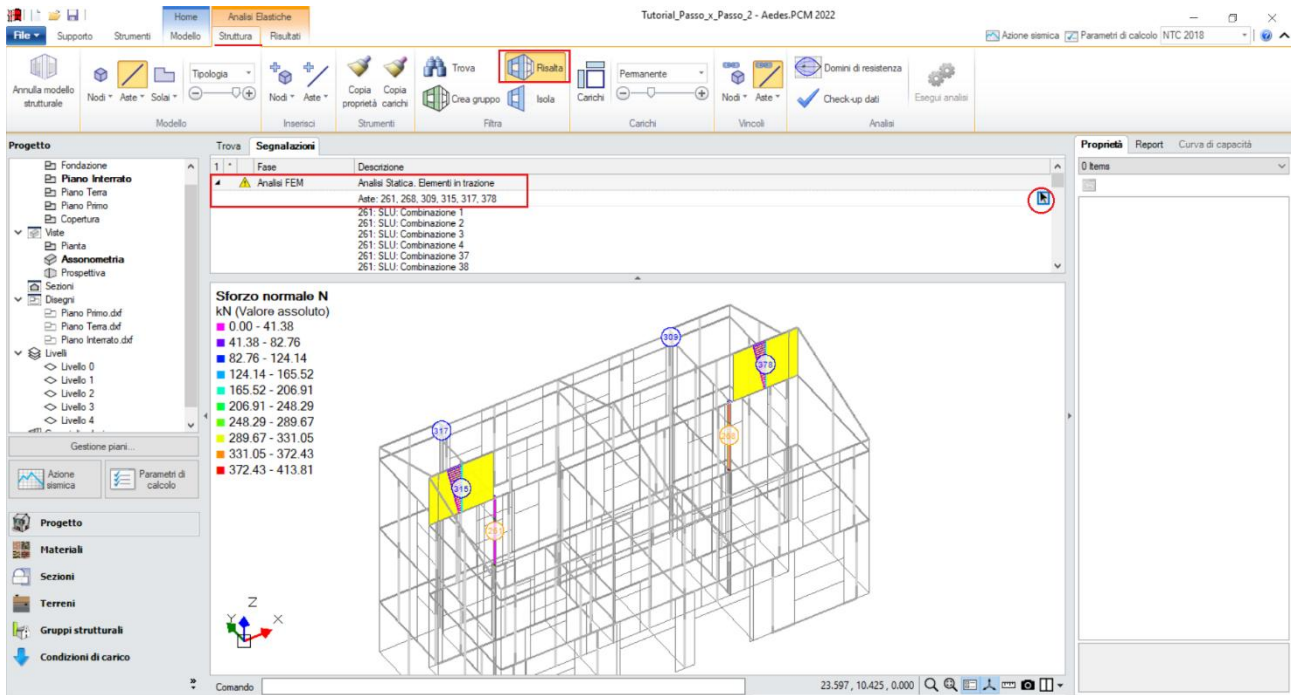 Tutorial_Passo_x_Passo_2 - Aedes.PCM 2022
Home
Analisi Elastiche
File
Supporto
Strumenti
Modello
Struttura
Risultati
Azione sismica
Parametri di calcolo
NTC 2018
Annulla modello
strutturale
Nodi
Aste
Solai
Tipologia
Modello
Nodi
Aste
Inserisci
Copia
proprietà
Copia
carichi
Strumenti
Trova
Risalta
Crea gruppo
Isola
Filtra
Carichi
Permanente
Carichi
Nodi
Aste
Vincoli
Domini di resistenza
Check-up dati
Esegui analisi
Analisi
Progetto
Fondazione
Piano Interrato
Piano Terra
Piano Primo
Copertura
Viste
Pianta
Assonometria
Prospettiva
Sezioni
Disegni
Piano Primo.dxf
Piano Terra.dxf
Piano Interrato.dxf
Livelli
Livello 0
Livello 1
Livello 2
Livello 3
Livello 4
Gestione piani...
Azione
sismica
Parametri di
calcolo
Progetto
Materiali
Sezioni
Terreni
Gruppi strutturali
Condizioni di carico
Trova
Segnalazioni
1 * Fase Descrizione
Analisi FEM Analisi Statica. Elementi in trazione
Aste: 261, 268, 309, 315, 317, 378
261: SLU: Combinazione 1
261: SLU: Combinazione 2
261: SLU: Combinazione 3
261: SLU: Combinazione 4
261: SLU: Combinazione 37
261: SLU: Combinazione 38
Sforzo normale N
kN (Valore assoluto)
0.00 - 41.38
41.38 - 82.76
82.76 - 124.14
124.14 - 165.52
165.52 - 206.91
206.91 - 248.29
248.29 - 289.67
289.67 - 331.05
331.05 - 372.43
372.43 - 413.81
309
378
317
268
315
261
Z
Y
X
Comando
23.597 , 10.425 , 0.000
Proprietà
Report
Curva di capacità
0 Items